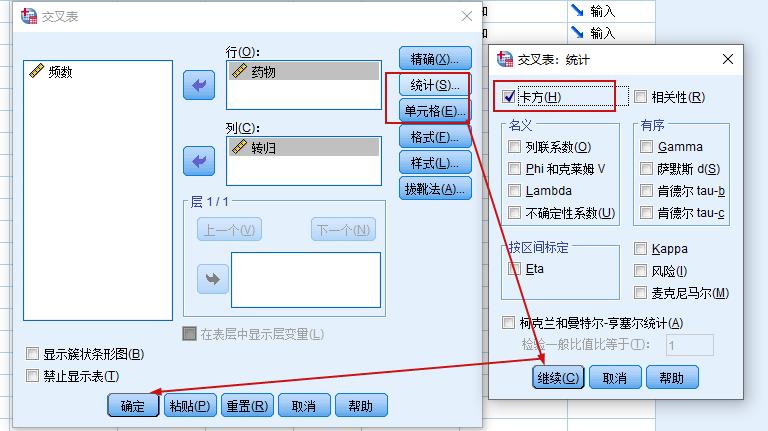 交叉表
和
输入
输入
频数
行(O):
药物
列(C):
转归
层 1 / 1
上一个(V)
下一个(N)
在表层中显示层变量(L)
显示簇状条形图(B)
禁止显示表(T)
精确(X)...
统计(S)...
单元格(E)...
格式(F)...
样式(L)...
拔靴法(A)...
确定
粘贴(P)
重置(R)
取消
帮助
交叉表：统计
卡方(H)
相关性(R)
名义
列联系数(O)
Phi 和克莱姆 V
Lambda
不确定性系数(U)
有序
Gamma
萨默斯 d(S)
肯德尔 tau-b
肯德尔 tau-c
按区间标定
Eta
Kappa
风险(I)
麦克尼马尔(M)
柯克兰和曼特尔-亨塞尔统计(A)
检验一般比值比等于(T):
1
继续(C)
取消
帮助